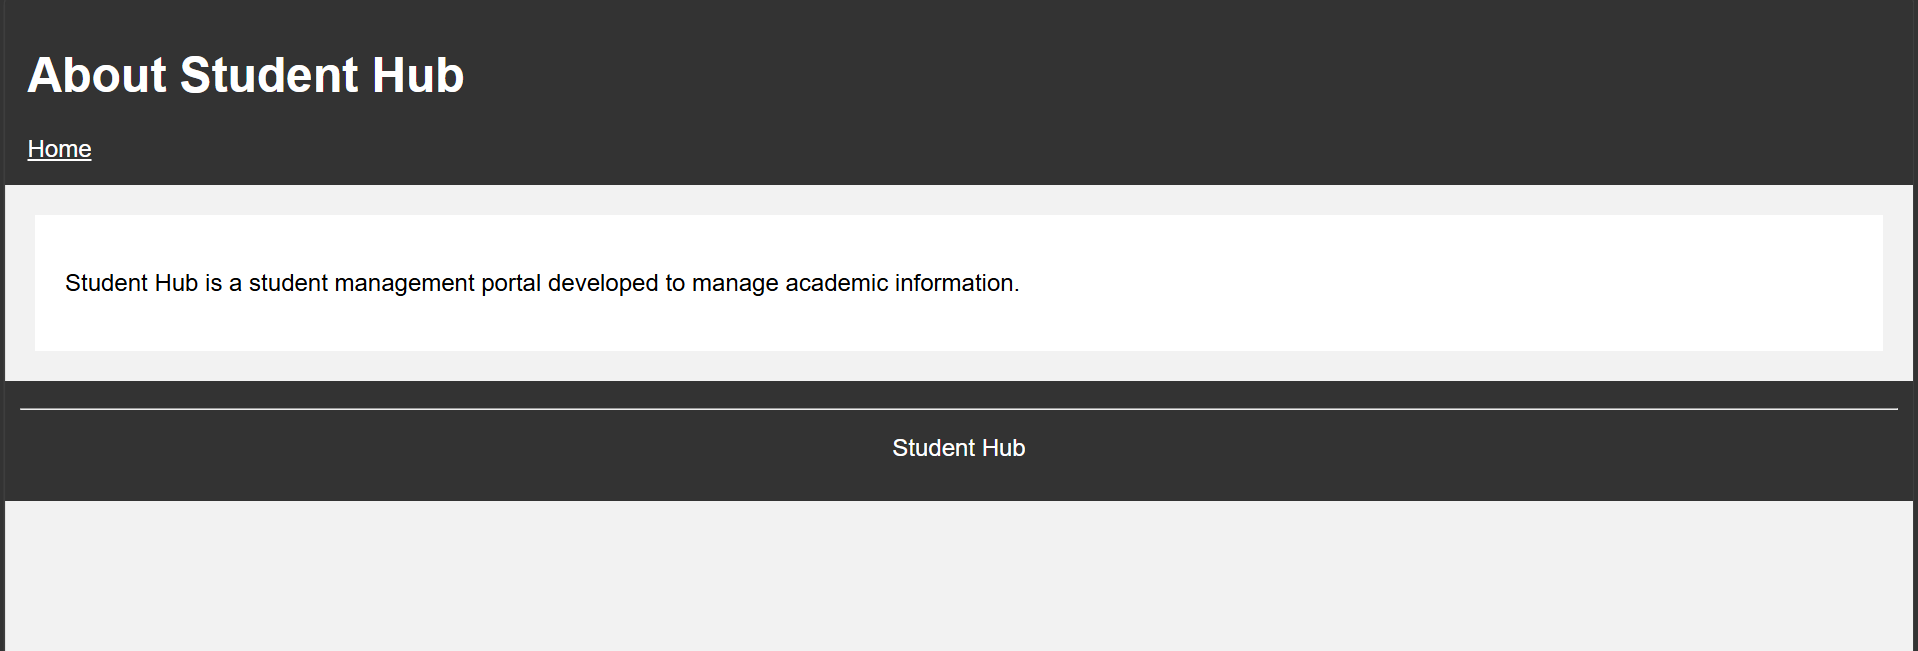 About Student Hub
Home
Student Hub is a student management portal developed to manage academic information.
Student Hub